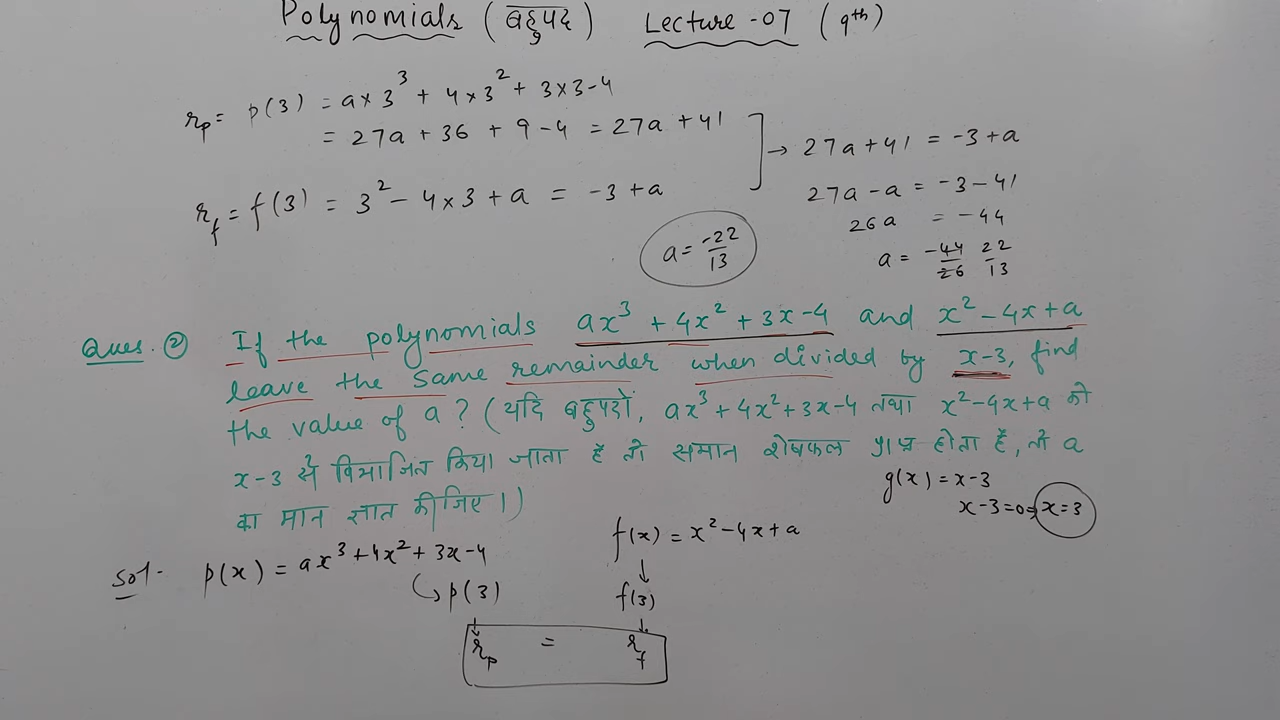 Polynomials (बहुपद) Lecture -07 (9th)
r_p = p(3) = a×3³ + 4×3² + 3×3-4
= 27a + 36 + 9 - 4 = 27a + 41
r_f = f(3) = 3² - 4×3 + a = -3 + a
→ 27a + 41 = -3 + a
27a - a = -3 - 41
26a = -44
a = -44/26 22/13
a = -22/13
Ques. ② If the polynomials ax³ + 4x² + 3x - 4 and x² - 4x + a
leave the same remainder when divided by x-3, find
the value of a? (यदि बहुपदों, ax³ + 4x² + 3x - 4 तथा x² - 4x + a को
x-3 से विभाजित किया जाता है तो समान शेषफल प्राप्त होता है, तो a
का मान ज्ञात कीजिए।)
g(x) = x-3
x-3=0⇒ x=3
Sol- p(x) = ax³ + 4x² + 3x - 4
f(x) = x² - 4x + a
↳ p(3)
↓
f(3)
↓ ↓
r_p = r_f